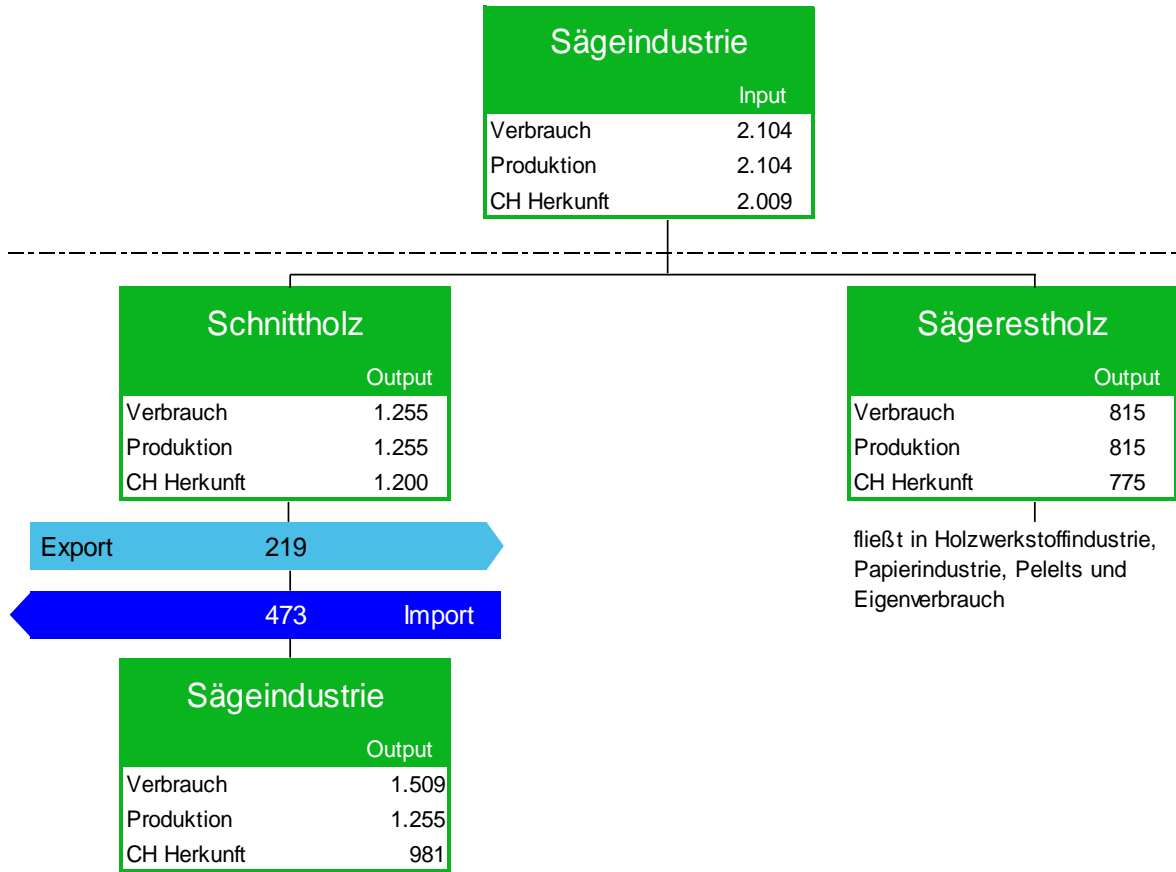 Sägeindustrie
Input
Verbrauch 2.104
Produktion 2.104
CH Herkunft 2.009
Schnittholz
Output
Verbrauch 1.255
Produktion 1.255
CH Herkunft 1.200
Export 219
473 Import
Sägeindustrie
Output
Verbrauch 1.509
Produktion 1.255
CH Herkunft 981
Sägerestholz
Output
Verbrauch 815
Produktion 815
CH Herkunft 775
fließt in Holzwerkstoffindustrie,
Papierindustrie, Pelelts und
Eigenverbrauch